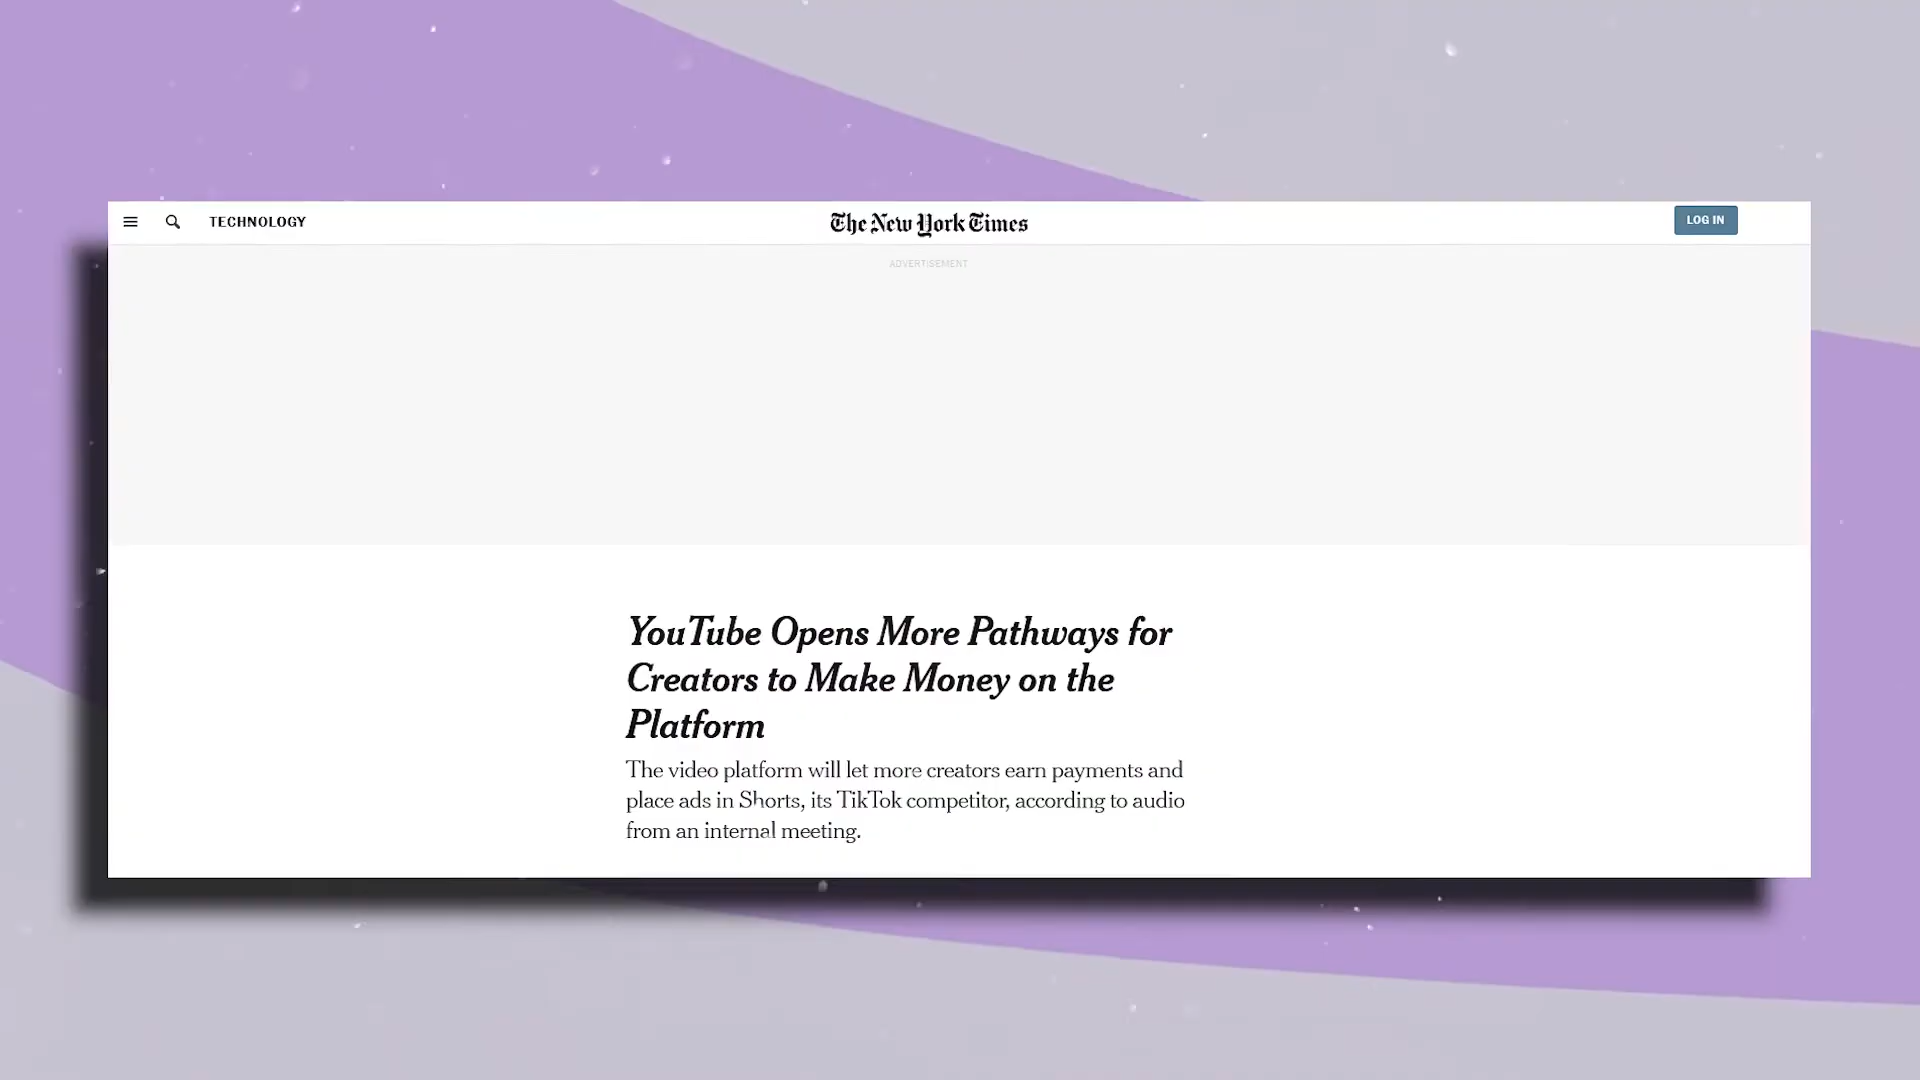 TECHNOLOGY
The New York Times
LOG IN
ADVERTISEMENT
YouTube Opens More Pathways for
Creators to Make Money on the
Platform
The video platform will let more creators earn payments and
place ads in Shorts, its TikTok competitor, according to audio
from an internal meeting.